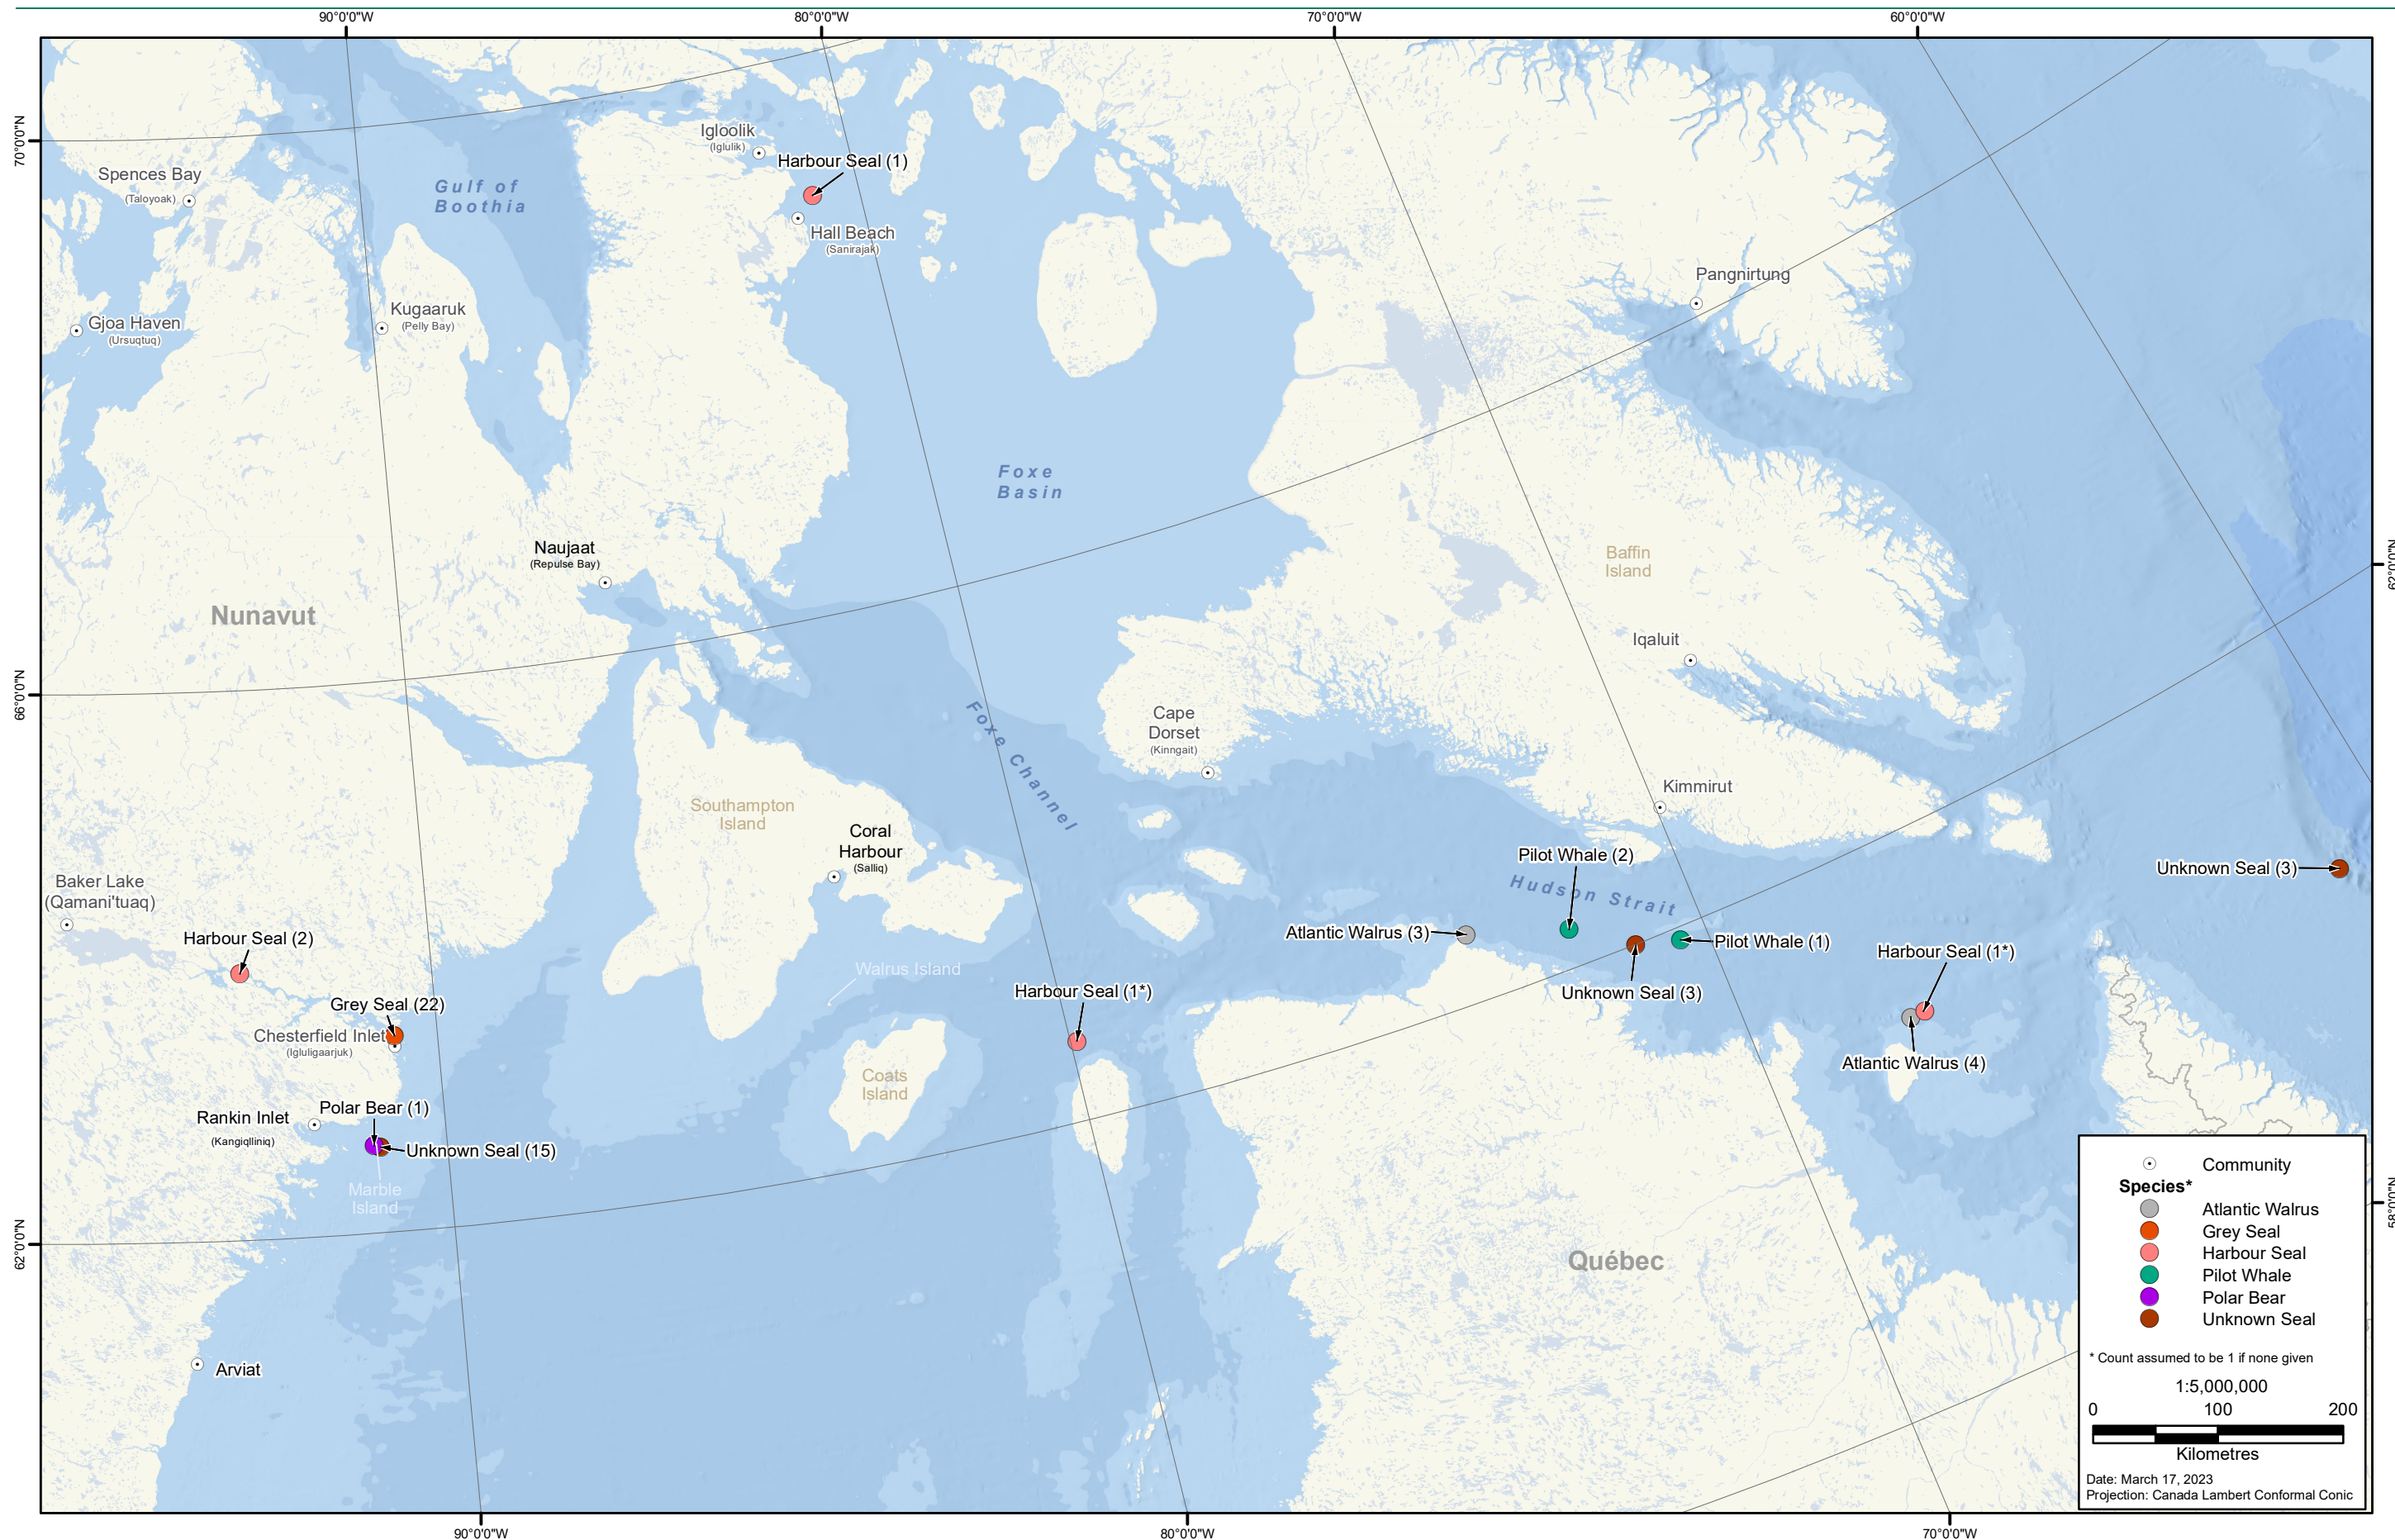 90°0'0"W
80°0'0"W
70°0'0"W
60°0'0"W
70°0'0"N
Igloolik
(Iglulik)
Harbour Seal (1)
Spences Bay
(Taloyoak)
Gulf of
Boothia
Hall Beach
(Sanirajak)
Pangnirtung
Kugaaruk
(Pelly Bay)
Gjoa Haven
(Ursuqtuq)
Foxe
Basin
Naujaat
(Repulse Bay)
Baffin
Island
62°0'0"N
Nunavut
Iqaluit
66°0'0"N
Cape
Dorset
(Kinngait)
Foxe Channel
Kimmirut
Southampton
Island
Coral
Harbour
(Salliq)
Pilot Whale (2)
Hudson Strait
Unknown Seal (3)
Baker Lake
(Qamani'tuaq)
Harbour Seal (2)
Atlantic Walrus (3)
Pilot Whale (1)
Harbour Seal (1*)
Walrus Island
Harbour Seal (1*)
Unknown Seal (3)
Grey Seal (22)
Chesterfield Inlet
(Igluligaarjuk)
Atlantic Walrus (4)
Coats
Island
Rankin Inlet
(Kangiqlliniq)
Polar Bear (1)
Unknown Seal (15)
Marble
Island
62°0'0"N
58°0'0"N
Québec
Arviat
Community
Species*
Atlantic Walrus
Grey Seal
Harbour Seal
Pilot Whale
Polar Bear
Unknown Seal
* Count assumed to be 1 if none given
1:5,000,000
0 100 200
Kilometres
Date: March 17, 2023
Projection: Canada Lambert Conformal Conic
90°0'0"W
80°0'0"W
70°0'0"W